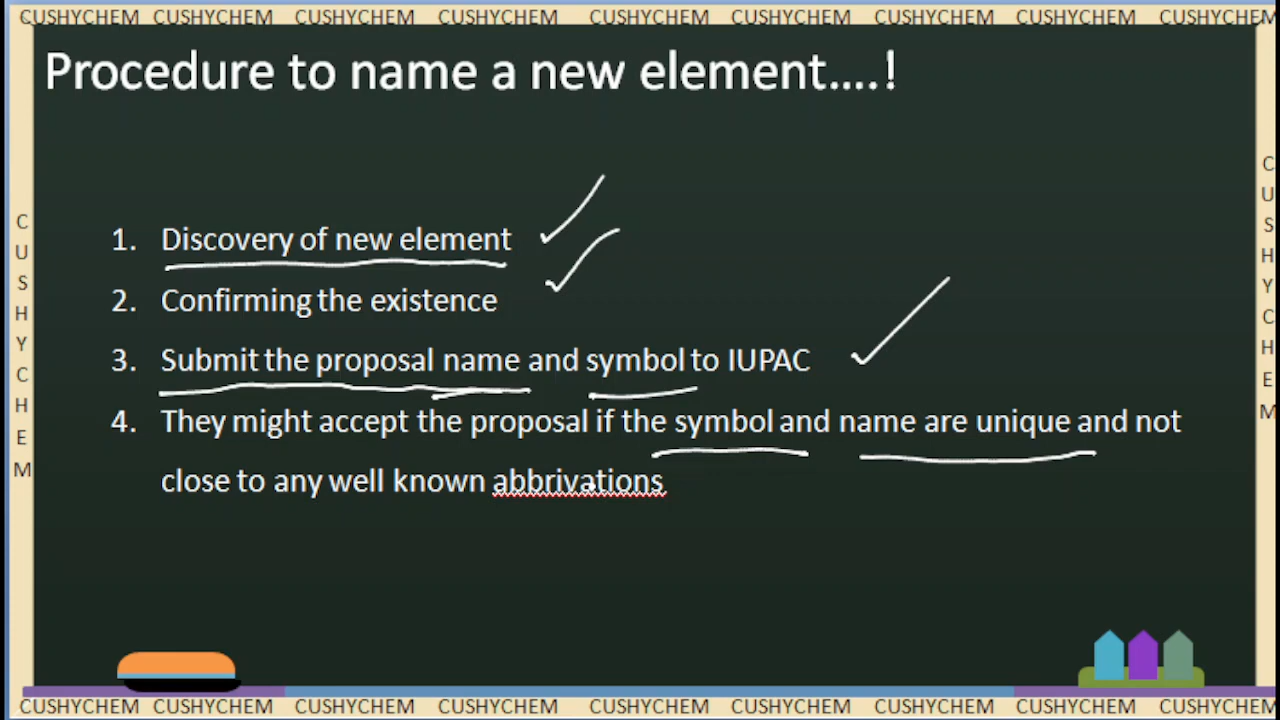 CUSHYCHEM CUSHYCHEM CUSHYCHEM CUSHYCHEM CUSHYCHEM CUSHYCHEM CUSHYCHEM CUSHYCHEM CUSHYCHEM
Procedure to name a new element....!
CUSHYCHEM
CUSHYCHEM
1. Discovery of new element
2. Confirming the existence
3. Submit the proposal name and symbol to IUPAC
4. They might accept the proposal if the symbol and name are unique and not
close to any well known abbrivations
CUSHYCHEM CUSHYCHEM CUSHYCHEM CUSHYCHEM CUSHYCHEM CUSHYCHEM CUSHYCHEM CUSHYCHEM CUSHYCHEM